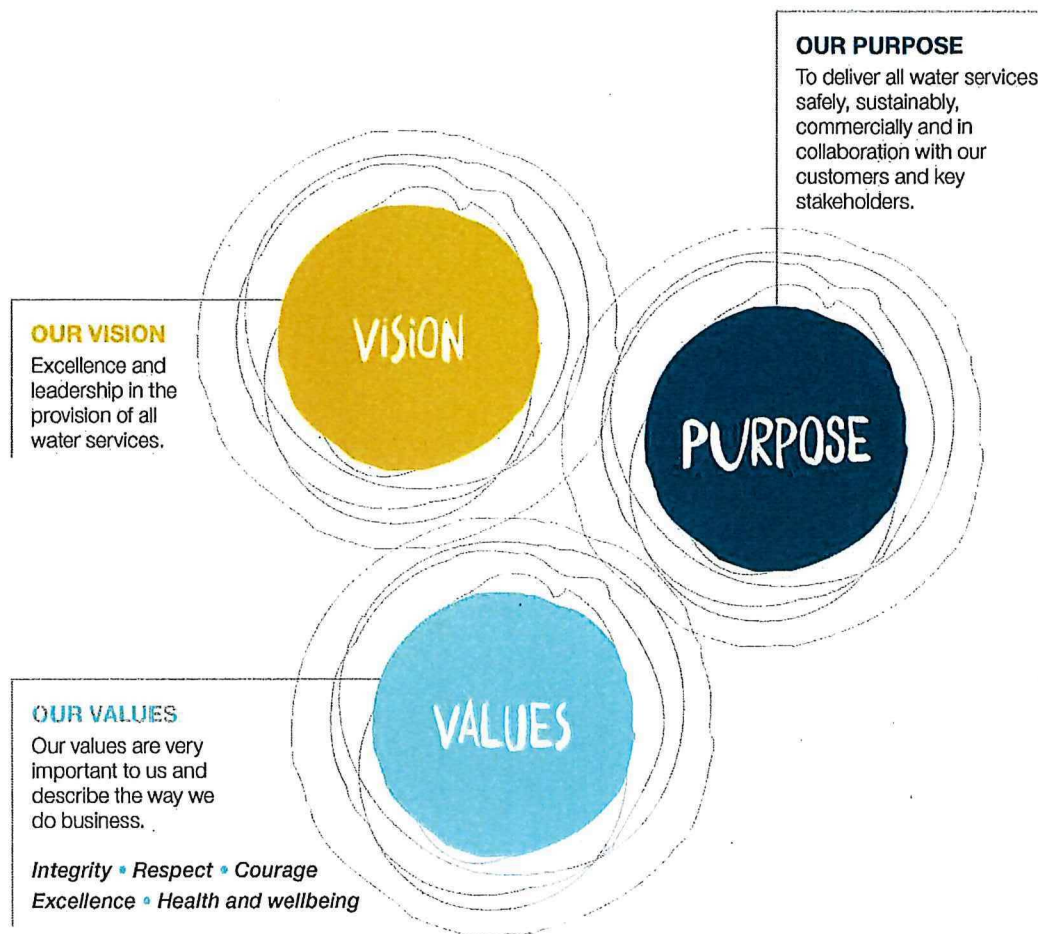 OUR PURPOSE
To deliver all water services
safely, sustainably,
commercially and in
collaboration with our
customers and key
stakeholders.
VISION
OUR VISION
Excellence and
leadership in the
provision of all
water services.
PURPOSE
OUR VALUES
Our values are very
important to us and
describe the way we
do business.
VALUES
Integrity • Respect • Courage
Excellence • Health and wellbeing